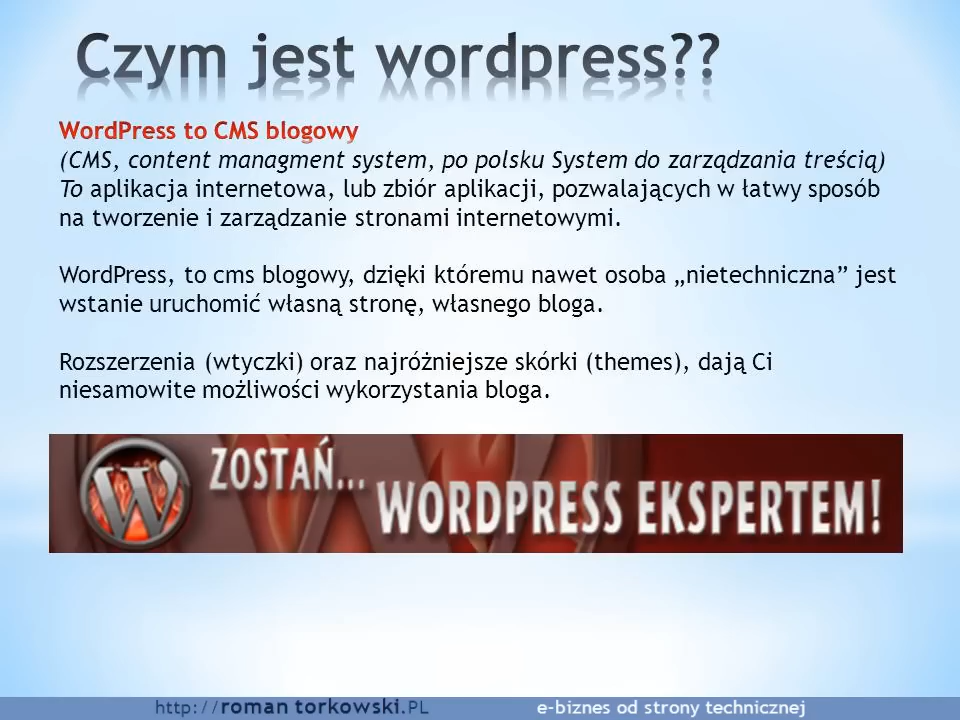 Czym jest wordpress??
WordPress to CMS blogowy
(CMS, content managment system, po polsku System do zarządzania treścią)
To aplikacja internetowa, lub zbiór aplikacji, pozwalających w łatwy sposób
na tworzenie i zarządzanie stronami internetowymi.
WordPress, to cms blogowy, dzięki któremu nawet osoba „nietechniczna” jest
wstanie uruchomić własną stronę, własnego bloga.
Rozszerzenia (wtyczki) oraz najróżniejsze skórki (themes), dają Ci
niesamowite możliwości wykorzystania bloga.
W ZOSTAŃ...
WORDPRESS EKSPERTEM!
http://roman torkowski.PL e-biznes od strony technicznej